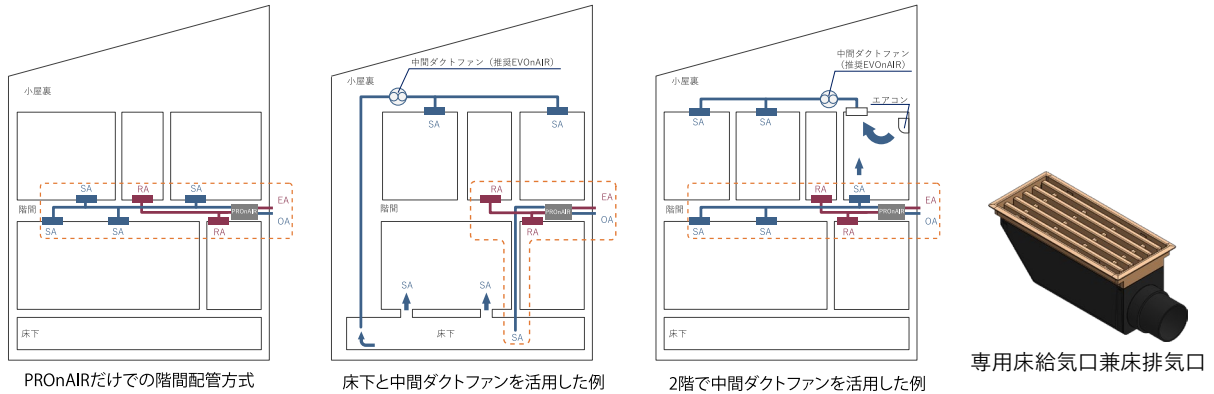 小屋裏
SA
RA
SA
階間
PROnAIR
EA
OA
SA
SA
RA
床下
PROnAIRだけでの階間配管方式
中間ダクトファン（推奨EVOnAIR）
小屋裏
SA
SA
RA
階間
PROnAIR
EA
OA
RA
SA
SA
床下
SA
床下と中間ダクトファンを活用した例
中間ダクトファン
（推奨EVOnAIR）
小屋裏
エアコン
SA
SA
RA
SA
階間
PROnAIR
EA
OA
SA
SA
RA
床下
2階で中間ダクトファンを活用した例
専用床給気口兼床排気口